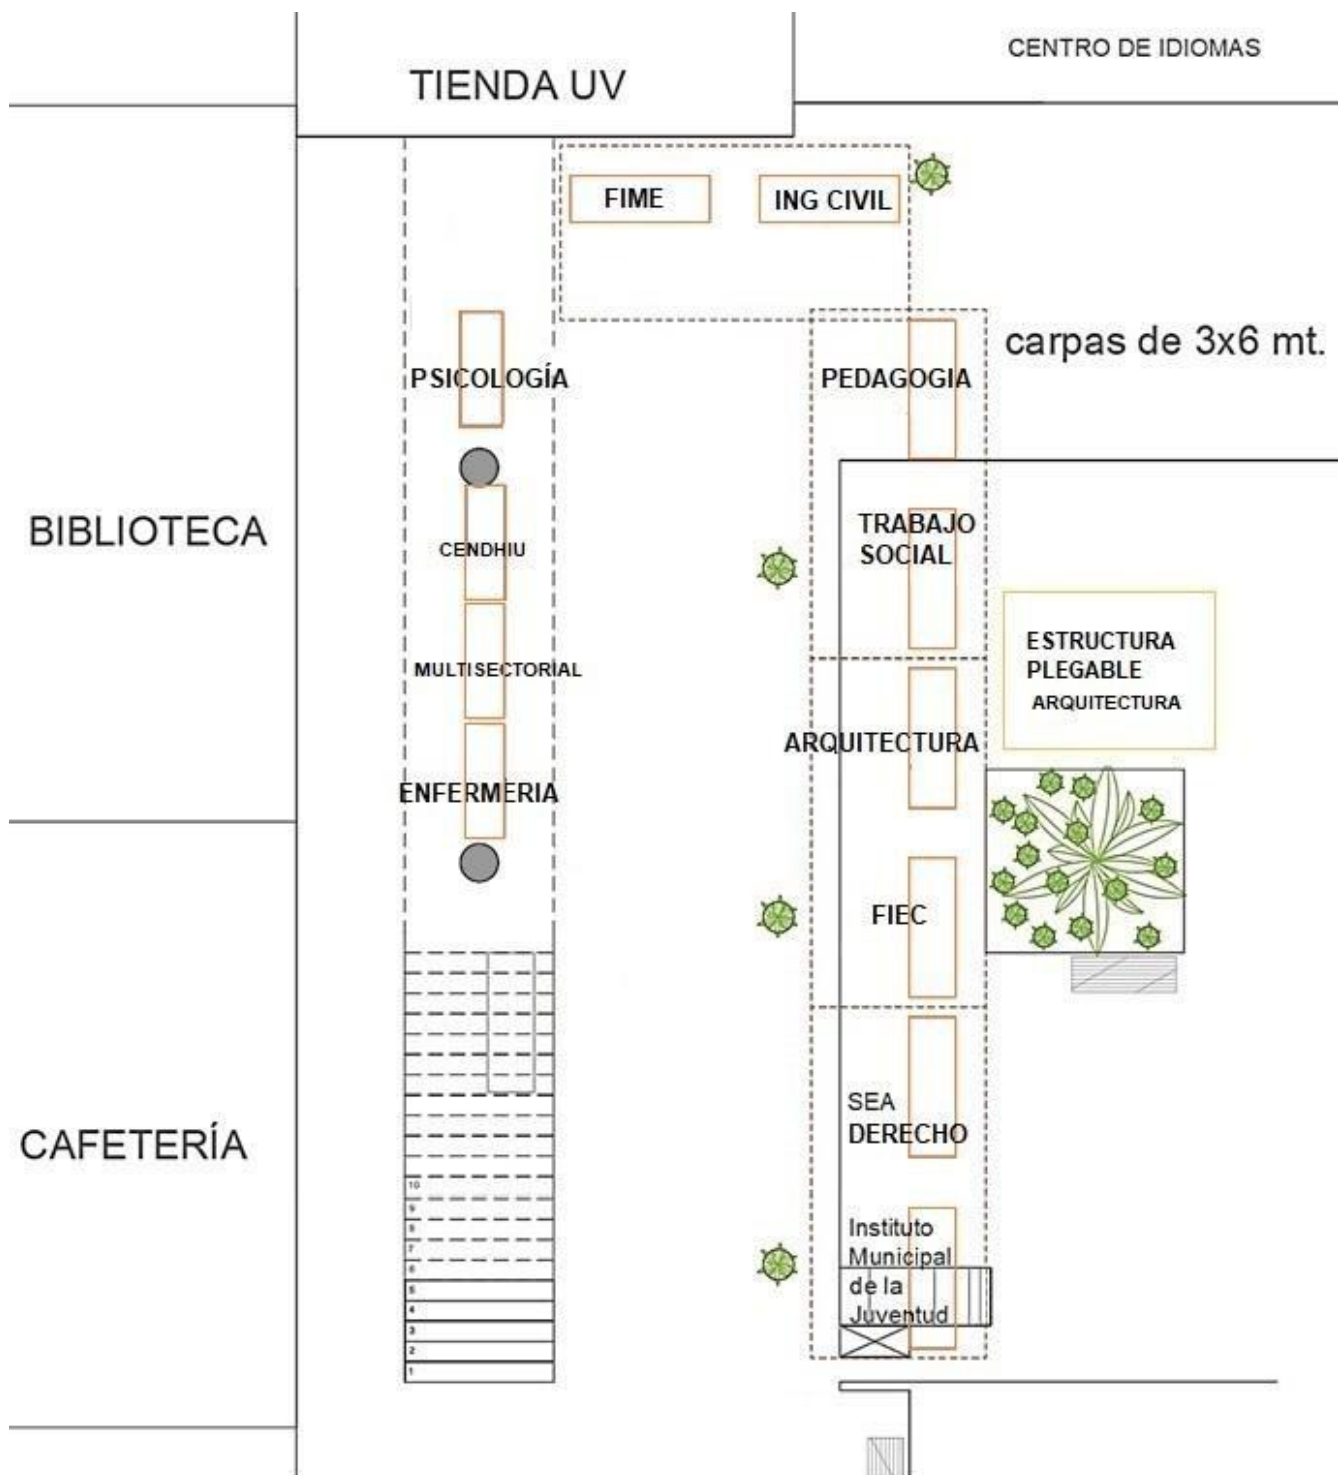 CENTRO DE IDIOMAS
TIENDA UV
FIME
ING CIVIL
carpas de 3x6 mt.
PSICOLOGÍA
PEDAGOGIA
BIBLIOTECA
CENDHIU
TRABAJO
SOCIAL
MULTISECTORIAL
ESTRUCTURA
PLEGABLE
ARQUITECTURA
ARQUITECTURA
ENFERMERIA
FIEC
SEA
DERECHO
CAFETERÍA
Instituto
Municipal
de la
Juventud
10
9
8
7
6
5
4
3
2
1